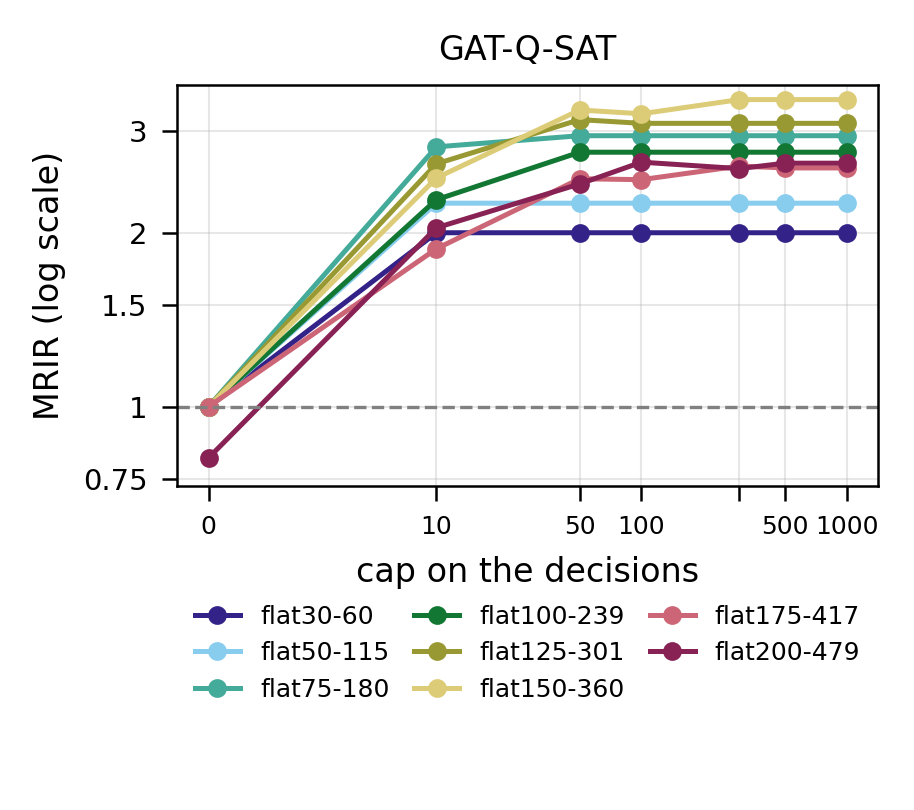 GAT-Q-SAT
MRIR (log scale)
3
2
1.5
1
0.75
0 10 50 100 500 1000
cap on the decisions
flat30-60 flat100-239 flat175-417
flat50-115 flat125-301 flat200-479
flat75-180 flat150-360